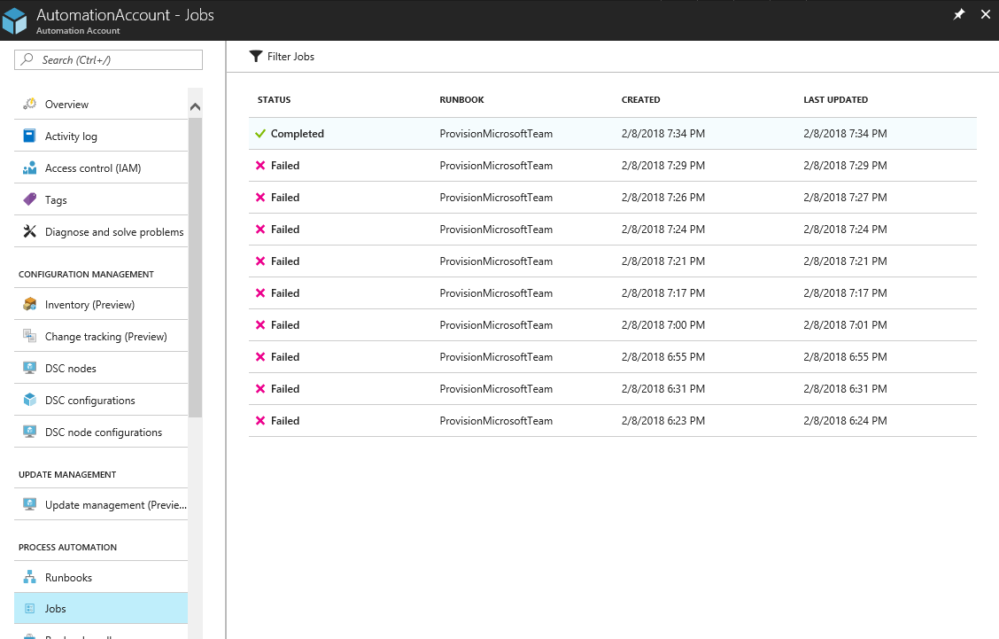 AutomationAccount - Jobs
Automation Account
Search (Ctrl+/)
Overview
Activity log
Access control (IAM)
Tags
Diagnose and solve problems
CONFIGURATION MANAGEMENT
Inventory (Preview)
Change tracking (Preview)
DSC nodes
DSC configurations
DSC node configurations
UPDATE MANAGEMENT
Update management (Previe...
PROCESS AUTOMATION
Runbooks
Jobs
Filter Jobs
STATUS RUNBOOK CREATED LAST UPDATED
Completed ProvisionMicrosoftTeam 2/8/2018 7:34 PM 2/8/2018 7:34 PM
Failed ProvisionMicrosoftTeam 2/8/2018 7:29 PM 2/8/2018 7:29 PM
Failed ProvisionMicrosoftTeam 2/8/2018 7:26 PM 2/8/2018 7:27 PM
Failed ProvisionMicrosoftTeam 2/8/2018 7:24 PM 2/8/2018 7:24 PM
Failed ProvisionMicrosoftTeam 2/8/2018 7:21 PM 2/8/2018 7:21 PM
Failed ProvisionMicrosoftTeam 2/8/2018 7:17 PM 2/8/2018 7:17 PM
Failed ProvisionMicrosoftTeam 2/8/2018 7:00 PM 2/8/2018 7:01 PM
Failed ProvisionMicrosoftTeam 2/8/2018 6:55 PM 2/8/2018 6:55 PM
Failed ProvisionMicrosoftTeam 2/8/2018 6:31 PM 2/8/2018 6:31 PM
Failed ProvisionMicrosoftTeam 2/8/2018 6:23 PM 2/8/2018 6:24 PM